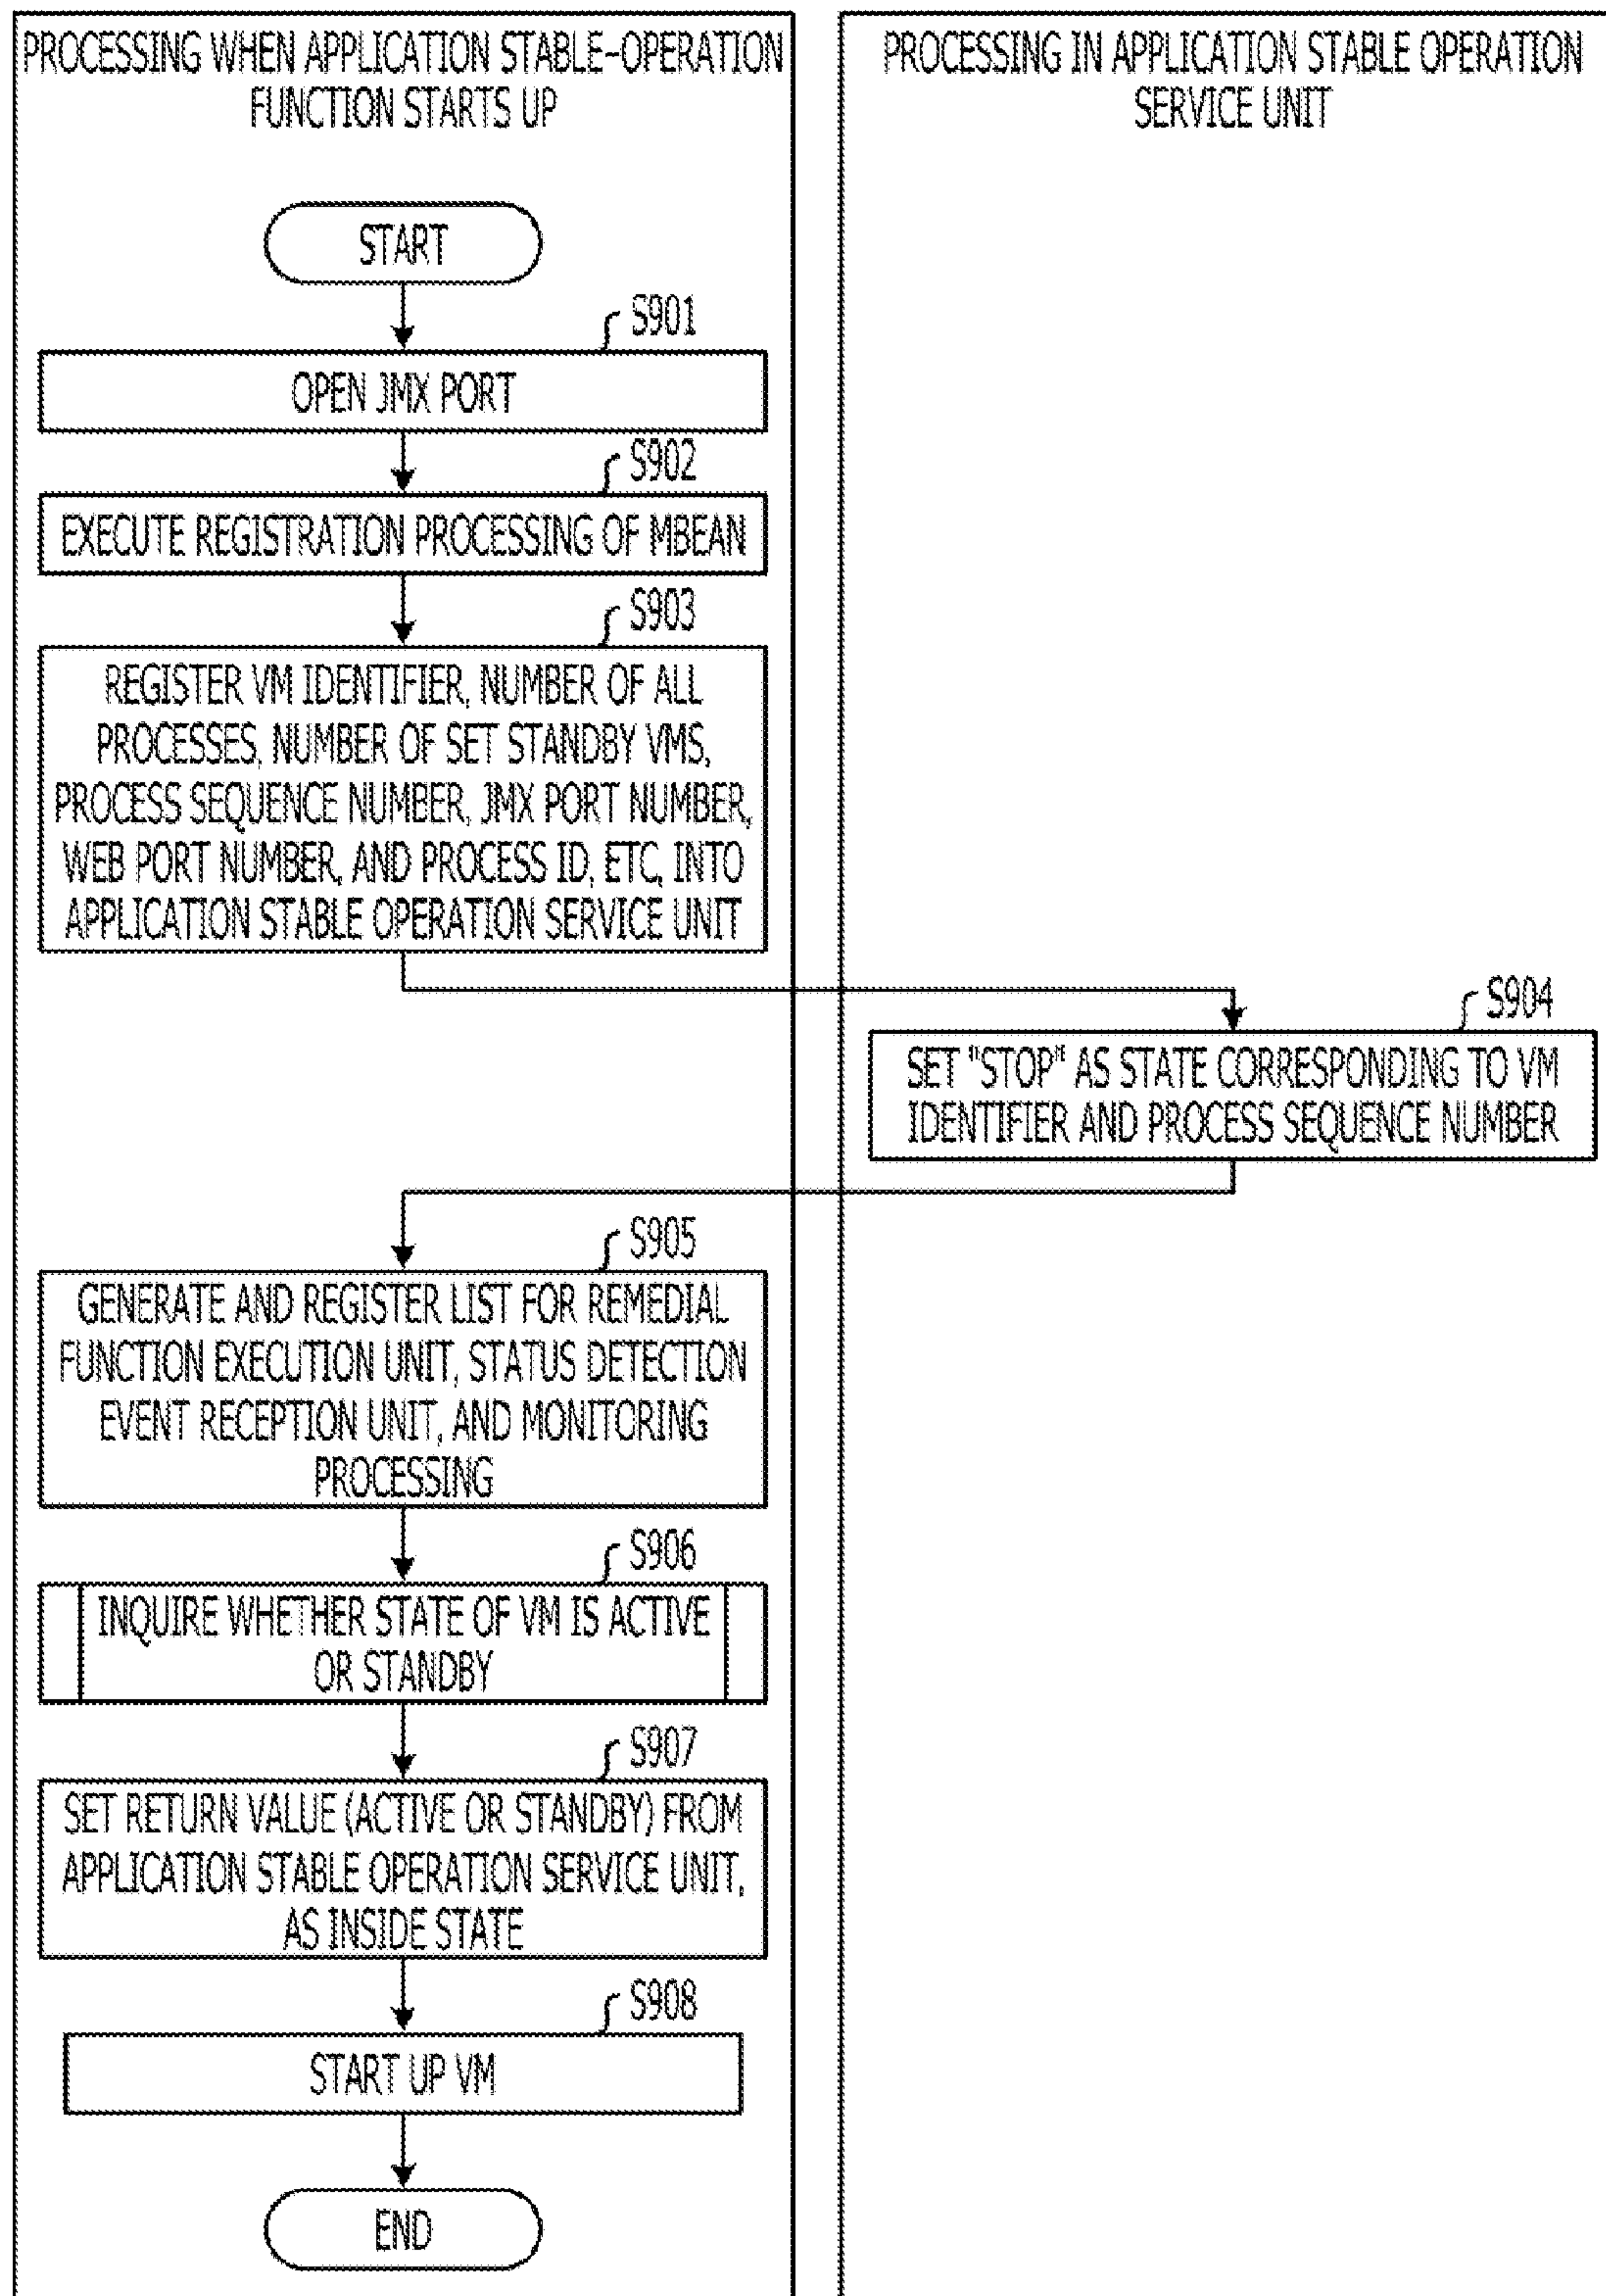 PROCESSING WHEN APPLICATION STABLE-OPERATION
FUNCTION STARTS UP
PROCESSING IN APPLICATION STABLE OPERATION
SERVICE UNIT
START
S901
OPEN JMX PORT
S902
EXECUTE REGISTRATION PROCESSING OF MBEAN
S903
REGISTER VM IDENTIFIER, NUMBER OF ALL
PROCESSES, NUMBER OF SET STANDBY VMS,
PROCESS SEQUENCE NUMBER, JMX PORT NUMBER,
WEB PORT NUMBER, AND PROCESS ID, ETC, INTO
APPLICATION STABLE OPERATION SERVICE UNIT
S904
SET "STOP" AS STATE CORRESPONDING TO VM
IDENTIFIER AND PROCESS SEQUENCE NUMBER
S905
GENERATE AND REGISTER LIST FOR REMEDIAL
FUNCTION EXECUTION UNIT, STATUS DETECTION
EVENT RECEPTION UNIT, AND MONITORING
PROCESSING
S906
INQUIRE WHETHER STATE OF VM IS ACTIVE
OR STANDBY
S907
SET RETURN VALUE (ACTIVE OR STANDBY) FROM
APPLICATION STABLE OPERATION SERVICE UNIT,
AS INSIDE STATE
S908
START UP VM
END